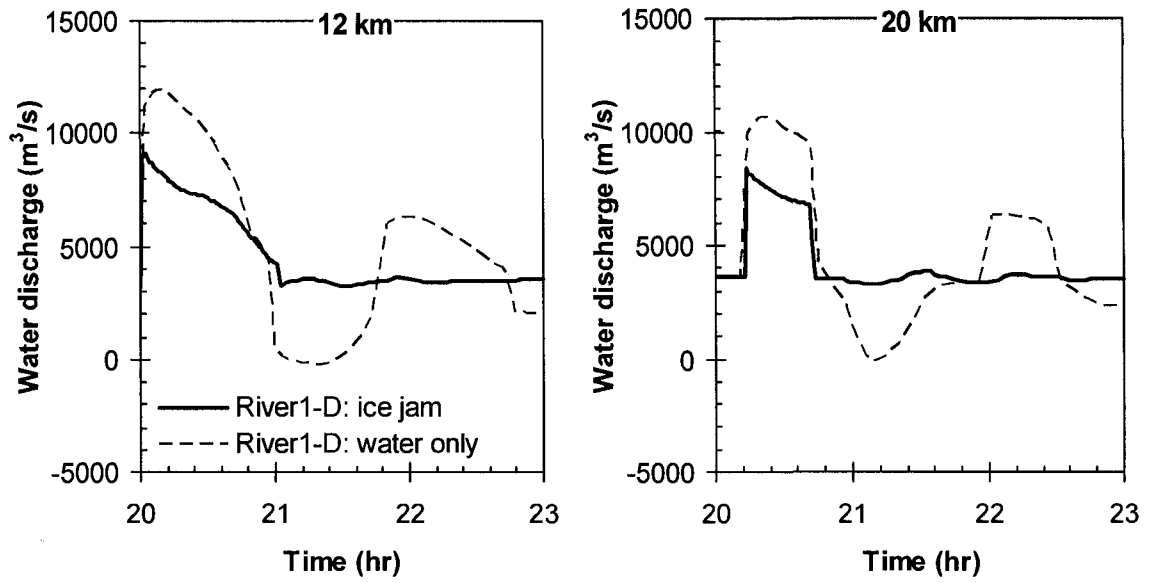 12 km
15000
10000
5000
0
-5000
Water discharge (m³/s)
River1-D: ice jam
River1-D: water only
20 21 22 23
Time (hr)
20 km
15000
10000
5000
0
-5000
Water discharge (m³/s)
20 21 22 23
Time (hr)